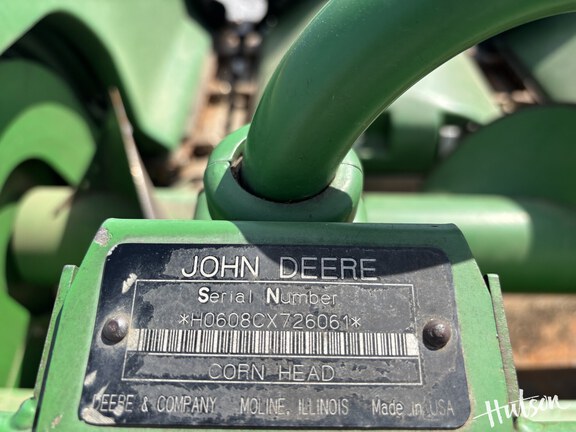 JOHN DEERE
Serial Number
*H0608CX726061*
CORN HEAD
DEERE & COMPANY MOLINE, ILLINOIS Made in USA
Hutson